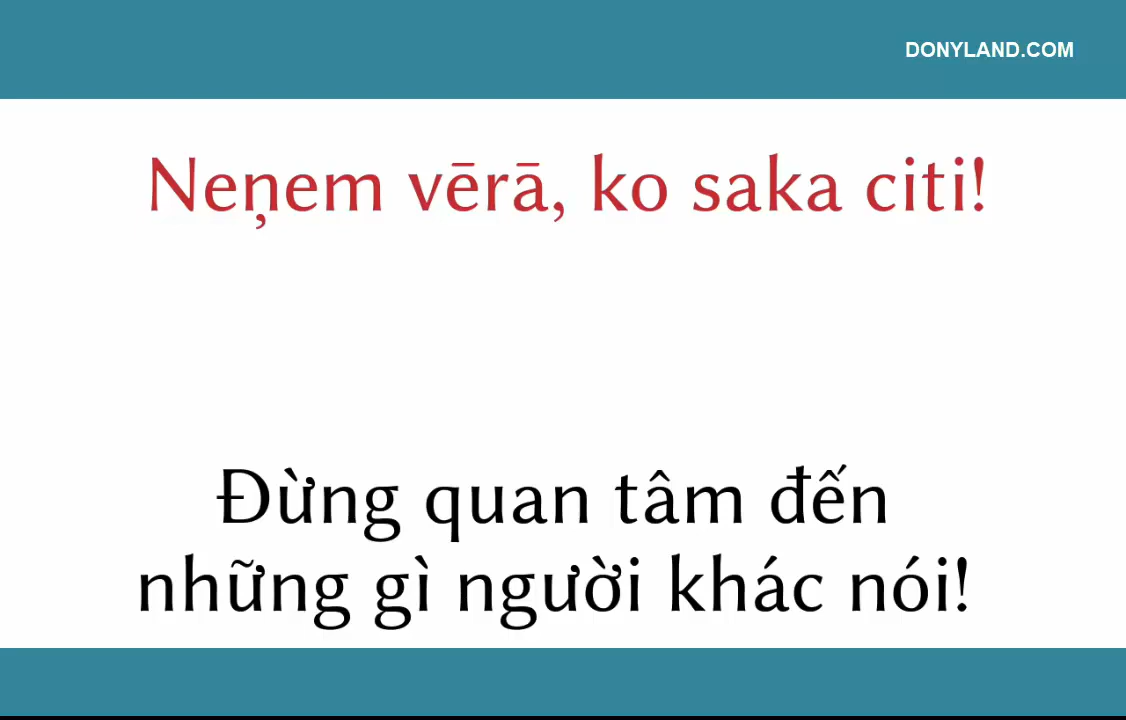 DONYLAND.COM
Neņem vērā, ko saka citi!
Đừng quan tâm đến
những gì người khác nói!